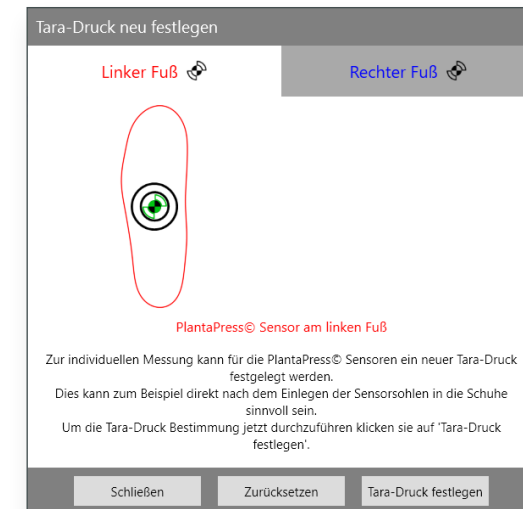 Tara-Druck neu festlegen
Linker Fuß
Rechter Fuß
PlantaPress© Sensor am linken Fuß
Zur individuellen Messung kann für die PlantaPress© Sensoren ein neuer Tara-Druck
festgelegt werden.
Dies kann zum Beispiel direkt nach dem Einlegen der Sensorsohlen in die Schuhe
sinnvoll sein.
Um die Tara-Druck Bestimmung jetzt durchzuführen klicken sie auf 'Tara-Druck
festlegen'.
Schließen
Zurücksetzen
Tara-Druck festlegen